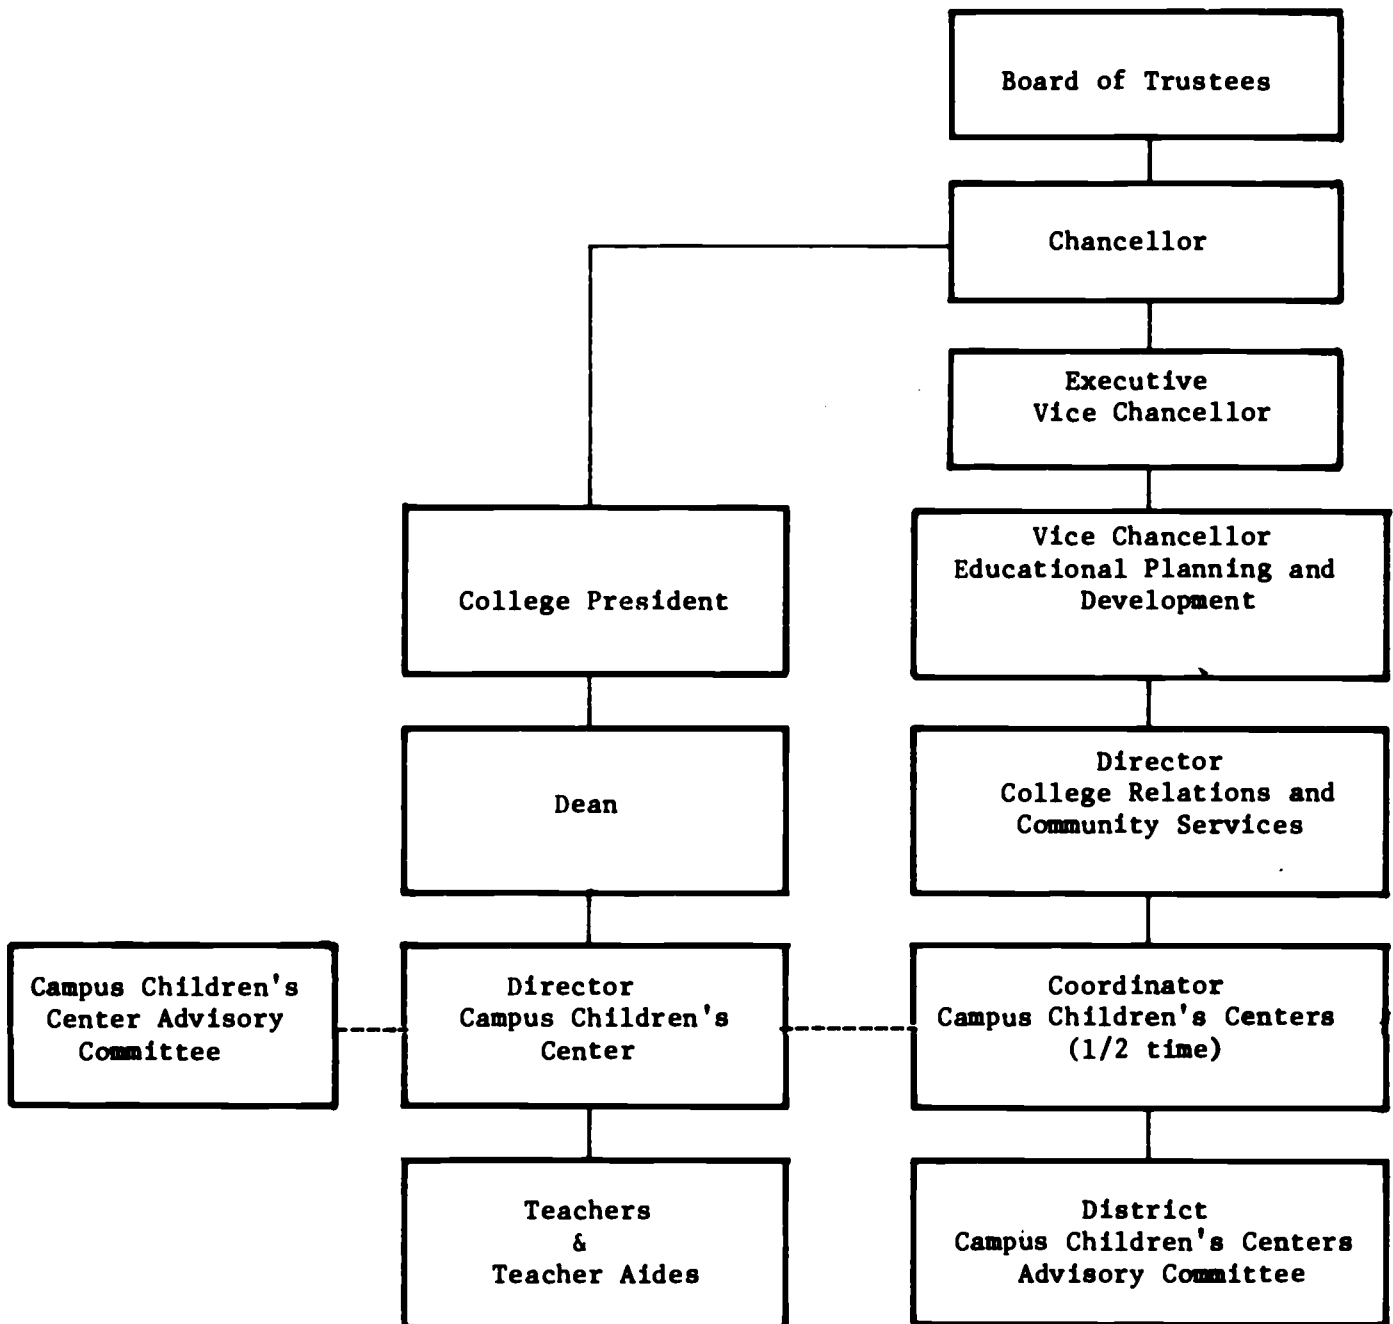 Board of Trustees
Chancellor
Executive
Vice Chancellor
Vice Chancellor
Educational Planning and
Development
College President
Director
College Relations and
Community Services
Dean
Campus Children's
Center Advisory
Committee
Director
Campus Children's
Center
Coordinator
Campus Children's Centers
(1/2 time)
Teachers
&
Teacher Aides
District
Campus Children's Centers
Advisory Committee